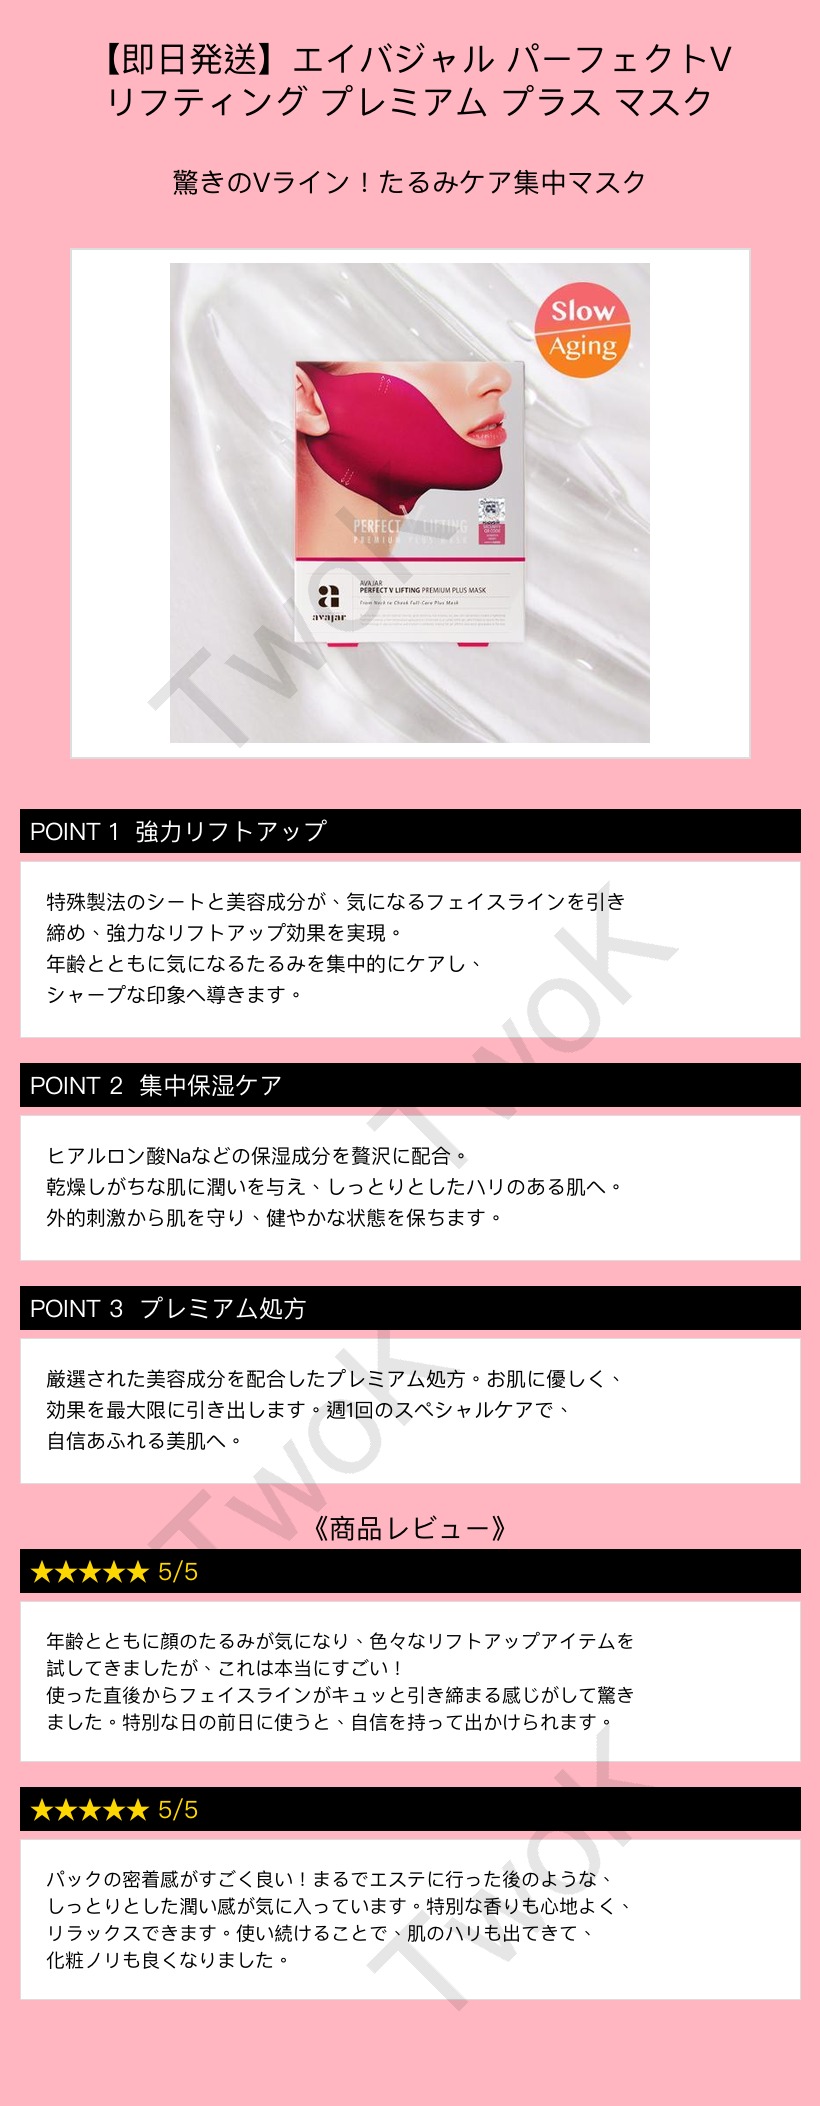 【即日発送】エイバジャル パーフェクトV
リフティング プレミアム プラス マスク
驚きのVライン！たるみケア集中マスク
Slow
Aging
PERFECT V LIFTING
PREMIUM PLUS MASK
AVAJAR
PERFECT V LIFTING PREMIUM PLUS MASK
From Neck to Cheek Full-Care Plus Mask
avajar
TwoK
POINT 1 強力リフトアップ
特殊製法のシートと美容成分が、気になるフェイスラインを引き
締め、強力なリフトアップ効果を実現。
年齢とともに気になるたるみを集中的にケアし、
シャープな印象へ導きます。
TwoK
POINT 2 集中保湿ケア
ヒアルロン酸Naなどの保湿成分を贅沢に配合。
乾燥しがちな肌に潤いを与え、しっとりとしたハリのある肌へ。
外的刺激から肌を守り、健やかな状態を保ちます。
POINT 3 プレミアム処方
厳選された美容成分を配合したプレミアム処方。お肌に優しく、
効果を最大限に引き出します。週1回のスペシャルケアで、
自信あふれる美肌へ。
TwoK
《商品レビュー》
★★★★★ 5/5
年齢とともに顔のたるみが気になり、色々なリフトアップアイテムを
試してきましたが、これは本当にすごい！
使った直後からフェイスラインがキュッと引き締まる感じがして驚き
ました。特別な日の前日に使うと、自信を持って出かけられます。
★★★★★ 5/5
パックの密着感がすごく良い！まるでエステに行った後のような、
しっとりとした潤い感が気に入っています。特別な香りも心地よく、
リラックスできます。使い続けることで、肌のハリも出てきて、
化粧ノリも良くなりました。
TwoK